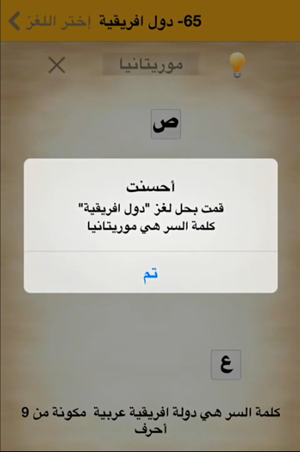 65- دول افريقية
إختر اللغز
موريتانيا
ص
أحسنت
قمت بحل لغز "دول افريقية"
كلمة السر هي موريتانيا
تم
ع
كلمة السر هي دولة افريقية عربية مكونة من 9
أحرف